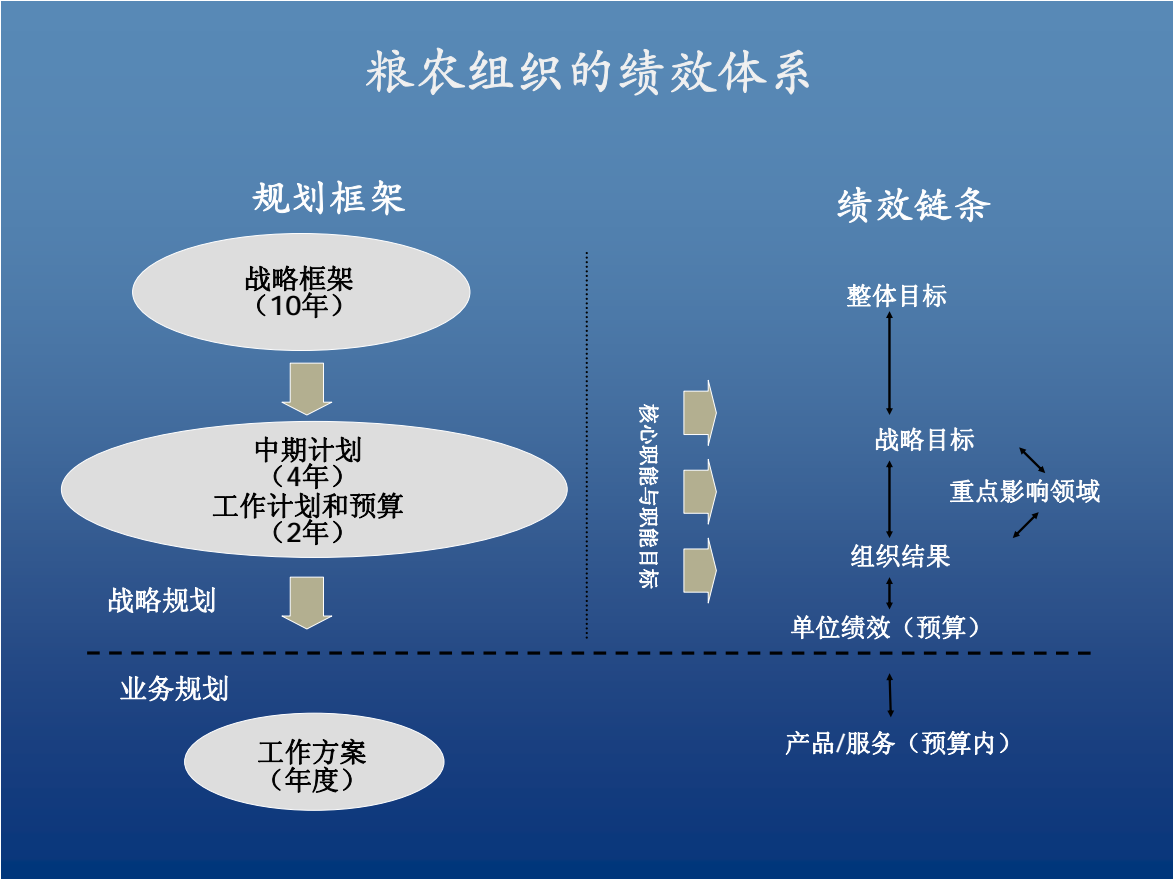 粮农组织的绩效体系
规划框架
战略框架
（10年）
中期计划
（4年）
工作计划和预算
（2年）
战略规划
业务规划
工作方案
（年度）
核心职能与职能目标
绩效链条
整体目标
战略目标
重点影响领域
组织结果
单位绩效（预算）
产品/服务（预算内）